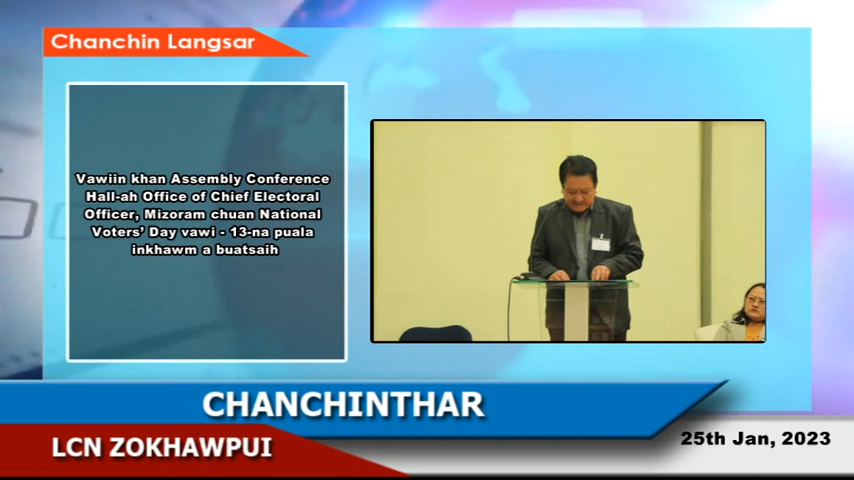 Chanchin Langsar
Vawiin khan Assembly Conference
Hall-ah Office of Chief Electoral
Officer, Mizoram chuan National
Voters’ Day vawi - 13-na puala
inkhawm a buatsaih
CHANCHINTHAR
LCN ZOKHAWPUI
25th Jan, 2023